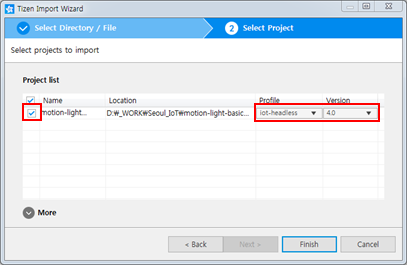 Tizen Import Wizard
Select Directory / File
2 Select Project
Select projects to import
Project list
Name Location Profile Version
motion-light... D:₩_WORK₩Seoul_IoT₩motion-light-basic... iot-headless 4.0
More
< Back Next > Finish Cancel